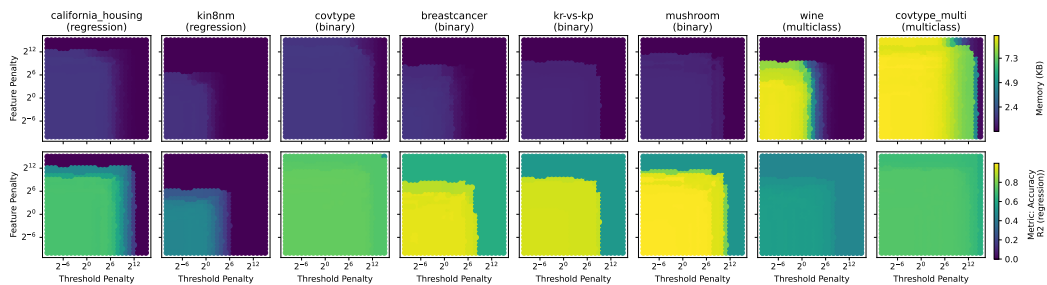 california_housing
(regression)
kin8nm
(regression)
covtype
(binary)
breastcancer
(binary)
kr-vs-kp
(binary)
mushroom
(binary)
wine
(multiclass)
covtype_multi
(multiclass)
Feature Penalty
2^12
2^6
2^0
2^−6
7.3
4.9
2.4
Memory (KB)
Feature Penalty
2^12
2^6
2^0
2^−6
0.8
0.6
0.4
0.2
0.0
Metric: Accuracy
R2 (regression))
2^−6 2^0 2^6 2^12
2^−6 2^0 2^6 2^12
2^−6 2^0 2^6 2^12
2^−6 2^0 2^6 2^12
2^−6 2^0 2^6 2^12
2^−6 2^0 2^6 2^12
2^−6 2^0 2^6 2^12
2^−6 2^0 2^6 2^12
Threshold Penalty
Threshold Penalty
Threshold Penalty
Threshold Penalty
Threshold Penalty
Threshold Penalty
Threshold Penalty
Threshold Penalty